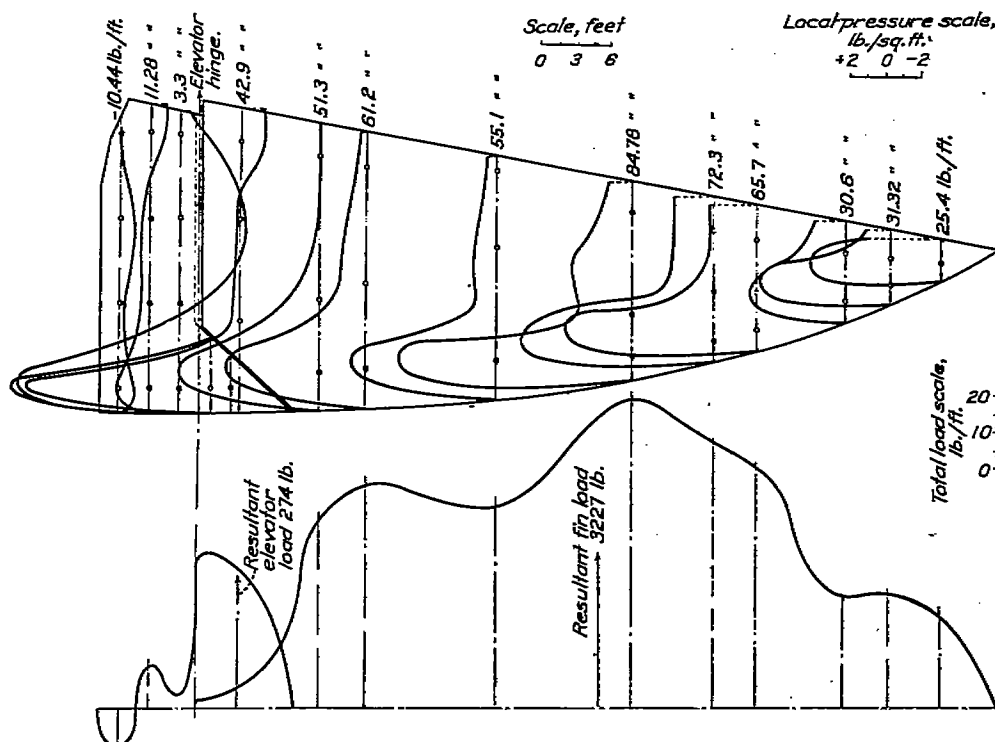 -10.44 lb./ft.
11.28 " "
3.3 " "
Elevator
hinge.
42.9 " "
51.3 " "
61.2 " "
55.1 "
84.78 "
72.3 " "
65.7 "
30.6 " "
31.32 " "
25.4 lb./ft.
Scale, feet
0 3 6
Local pressure scale,
lb./sq.ft.
+2 0 -2
Total load scale,
lb./ft.
20
10
0
Resultant
elevator
load 274 lb.
Resultant fin load
3227 lb.